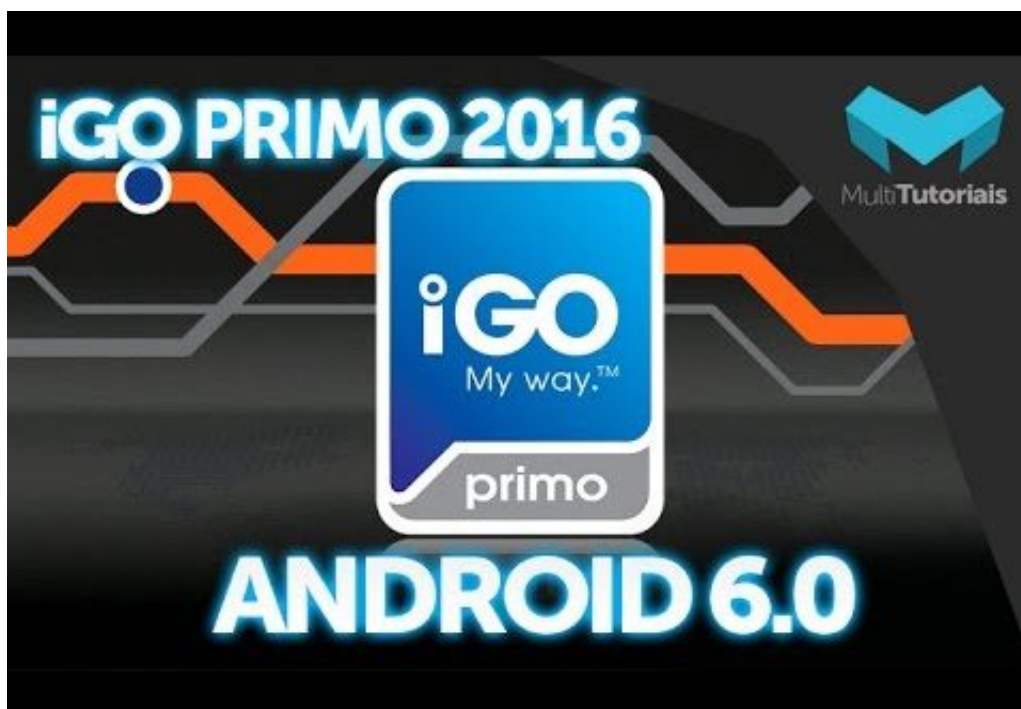 iGO PRIMO 2016
MultiTutoriais
iGO
My way.™
primo
ANDROID 6.0